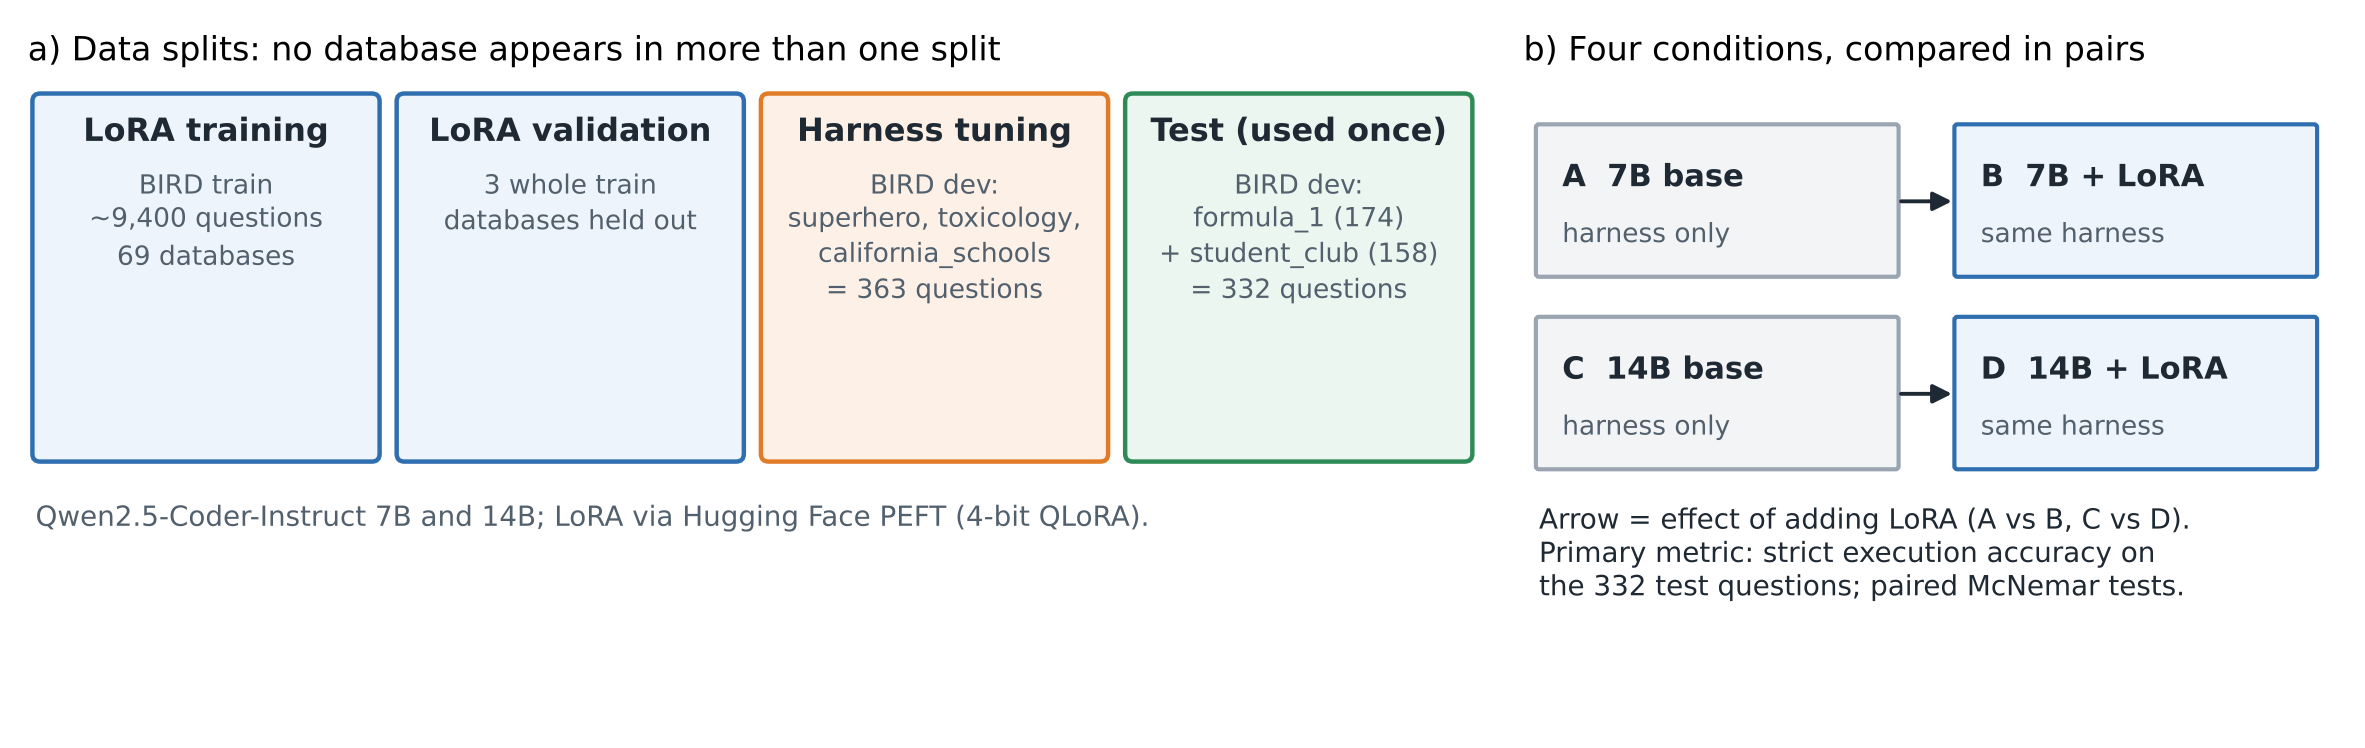 a) Data splits: no database appears in more than one split
LoRA training
BIRD train
~9,400 questions
69 databases
LoRA validation
3 whole train
databases held out
Harness tuning
BIRD dev:
superhero, toxicology,
california_schools
= 363 questions
Test (used once)
BIRD dev:
formula_1 (174)
+ student_club (158)
= 332 questions
Qwen2.5-Coder-Instruct 7B and 14B; LoRA via Hugging Face PEFT (4-bit QLoRA).
b) Four conditions, compared in pairs
A 7B base
harness only
B 7B + LoRA
same harness
C 14B base
harness only
D 14B + LoRA
same harness
Arrow = effect of adding LoRA (A vs B, C vs D).
Primary metric: strict execution accuracy on
the 332 test questions; paired McNemar tests.